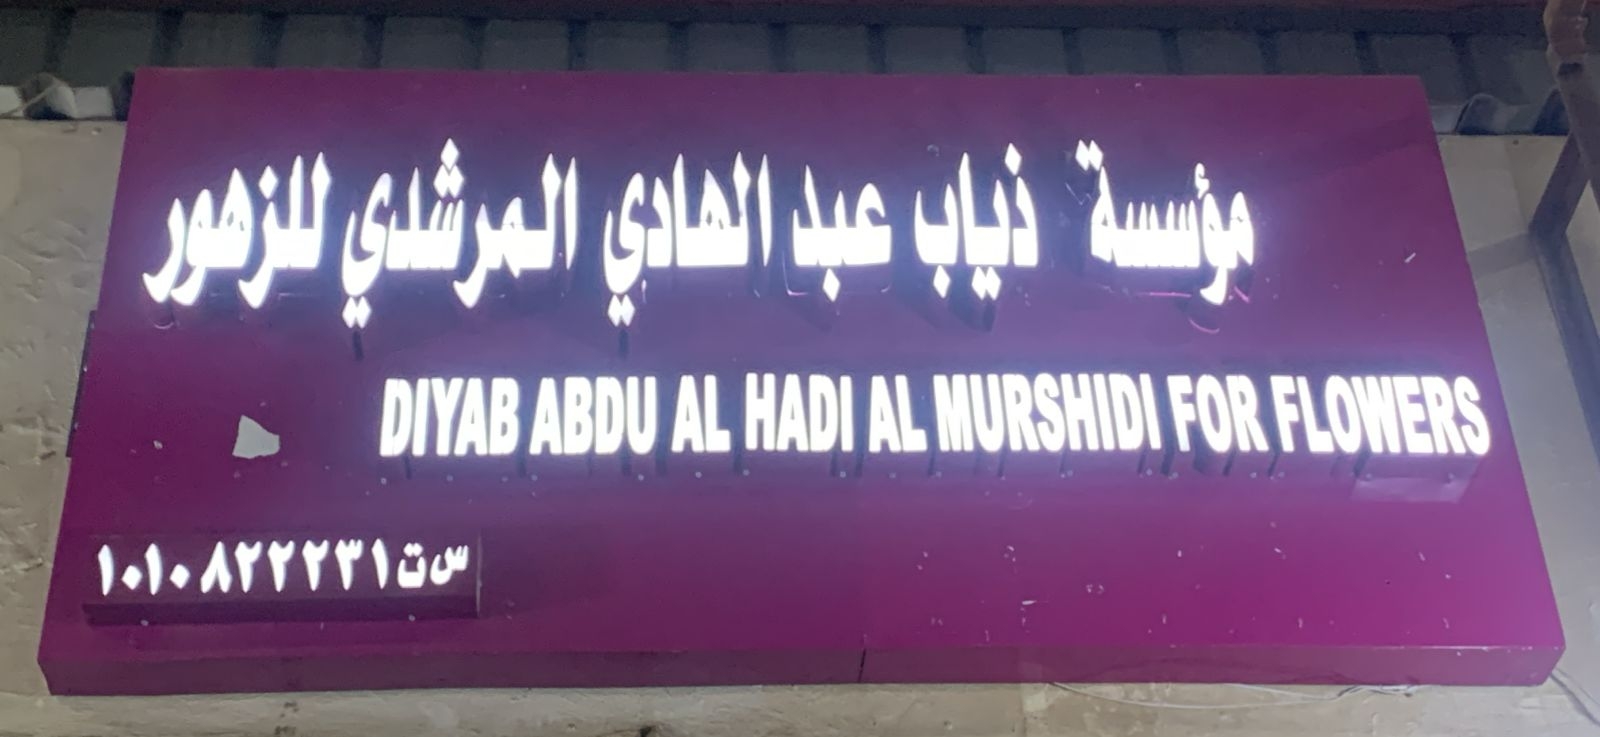 مؤسسة ذياب عبد الهادي المرشدي للزهور
DIYAB ABDU AL HADI AL MURSHIDI FOR FLOWERS
س ت ١٠١٠٨٢٢٢٣١